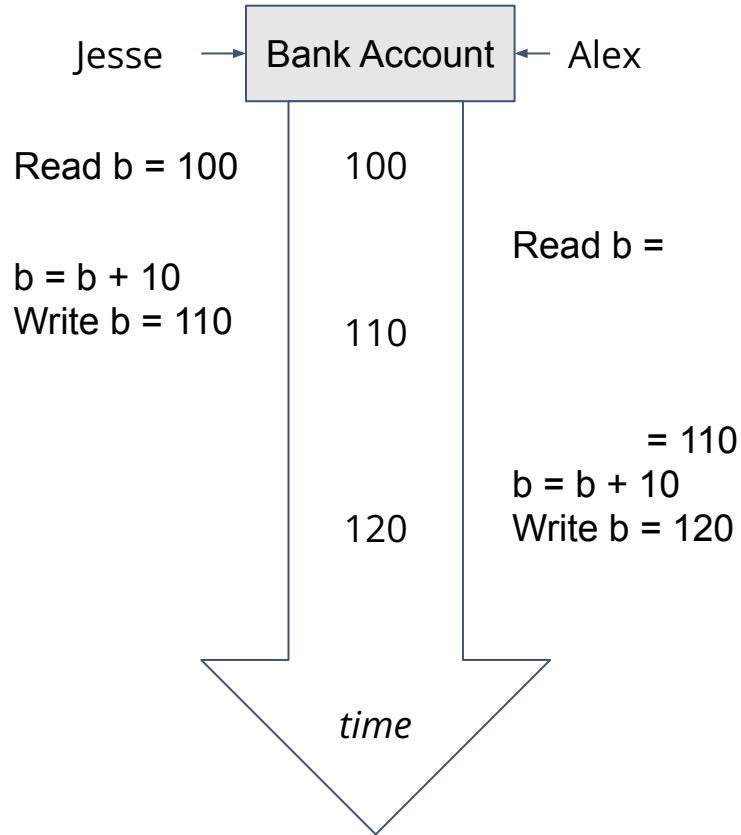 Jesse
Bank Account
Alex
Read b = 100
100
Read b =
b = b + 10
Write b = 110
110
= 110
b = b + 10
Write b = 120
120
time